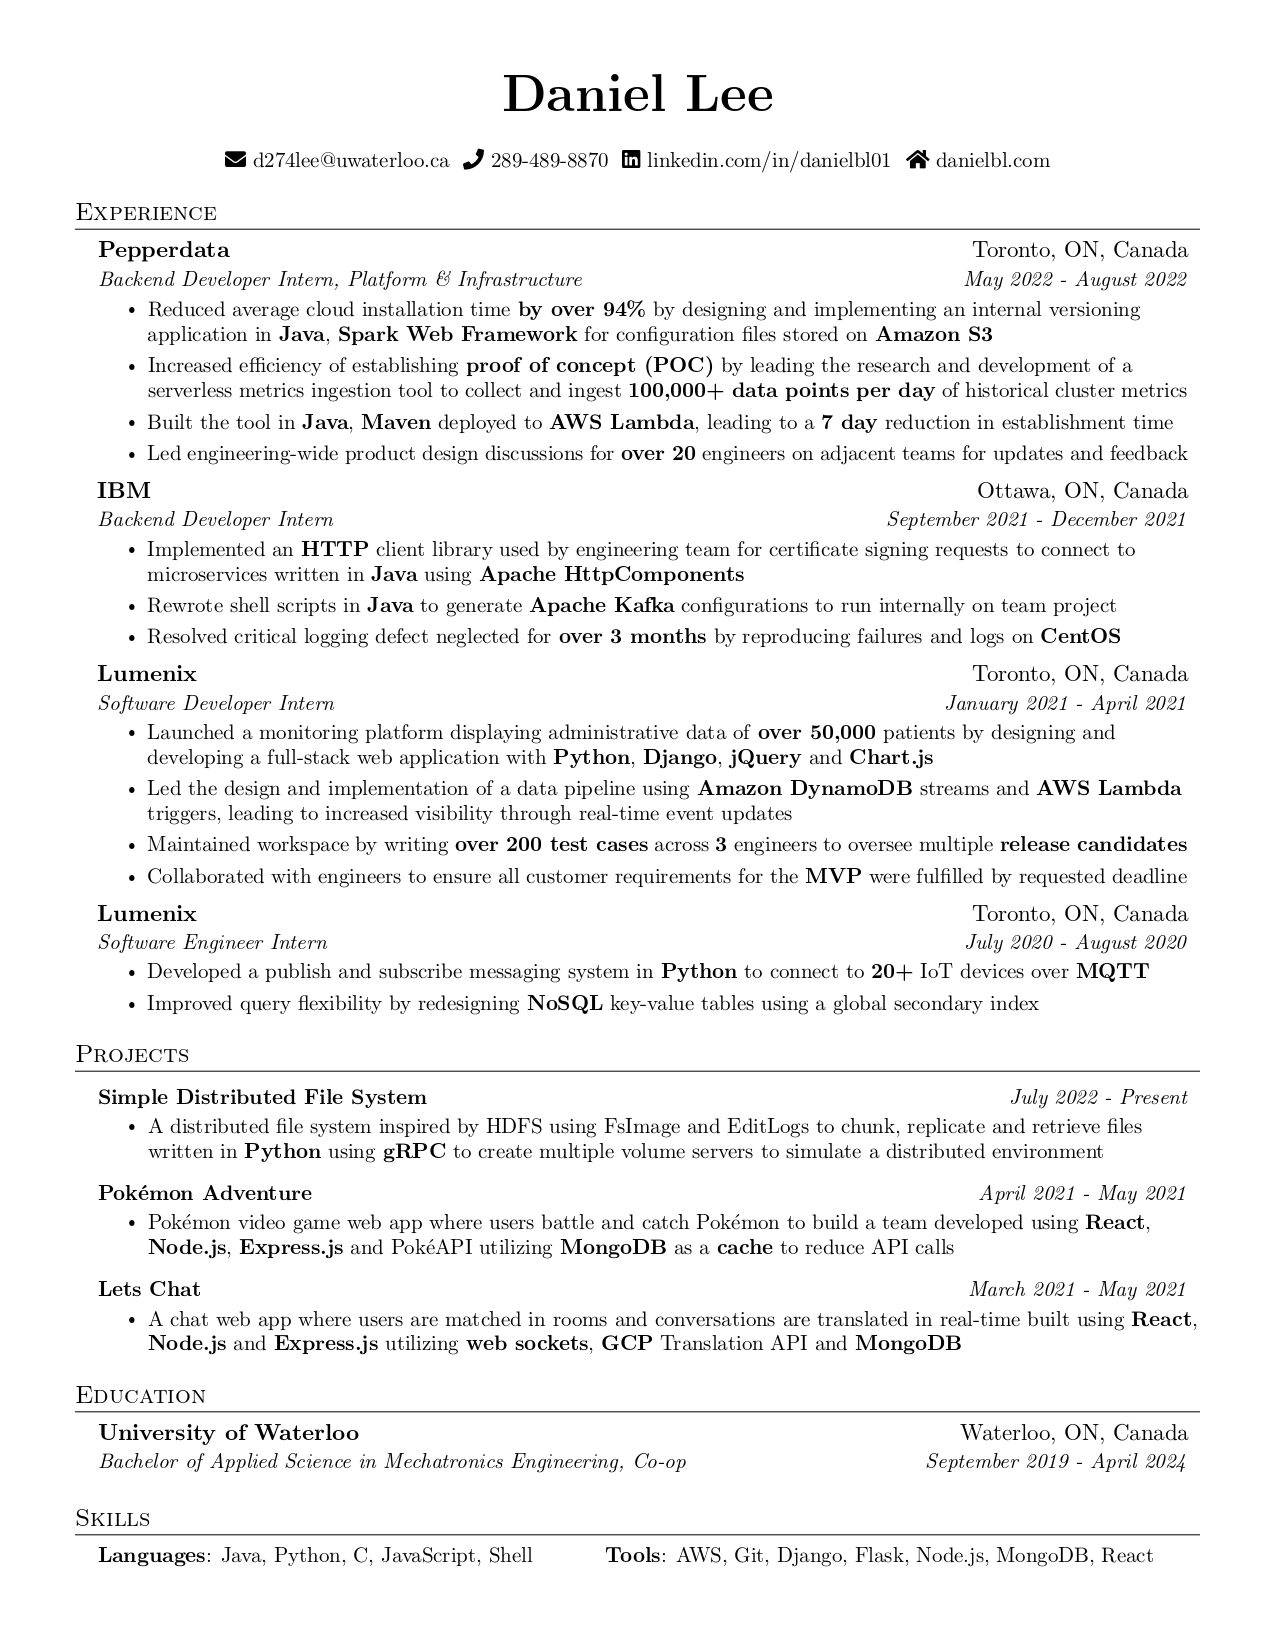 Daniel Lee
d274lee@uwaterloo.ca 289-489-8870 linkedin.com/in/danielbl01 danielbl.com
Experience
Pepperdata Toronto, ON, Canada
Backend Developer Intern, Platform & Infrastructure May 2022 - August 2022
• Reduced average cloud installation time by over 94% by designing and implementing an internal versioning
application in Java, Spark Web Framework for configuration files stored on Amazon S3
• Increased efficiency of establishing proof of concept (POC) by leading the research and development of a
serverless metrics ingestion tool to collect and ingest 100,000+ data points per day of historical cluster metrics
• Built the tool in Java, Maven deployed to AWS Lambda, leading to a 7 day reduction in establishment time
• Led engineering-wide product design discussions for over 20 engineers on adjacent teams for updates and feedback
IBM Ottawa, ON, Canada
Backend Developer Intern September 2021 - December 2021
• Implemented an HTTP client library used by engineering team for certificate signing requests to connect to
microservices written in Java using Apache HttpComponents
• Rewrote shell scripts in Java to generate Apache Kafka configurations to run internally on team project
• Resolved critical logging defect neglected for over 3 months by reproducing failures and logs on CentOS
Lumenix Toronto, ON, Canada
Software Developer Intern January 2021 - April 2021
• Launched a monitoring platform displaying administrative data of over 50,000 patients by designing and
developing a full-stack web application with Python, Django, jQuery and Chart.js
• Led the design and implementation of a data pipeline using Amazon DynamoDB streams and AWS Lambda
triggers, leading to increased visibility through real-time event updates
• Maintained workspace by writing over 200 test cases across 3 engineers to oversee multiple release candidates
• Collaborated with engineers to ensure all customer requirements for the MVP were fulfilled by requested deadline
Lumenix Toronto, ON, Canada
Software Engineer Intern July 2020 - August 2020
• Developed a publish and subscribe messaging system in Python to connect to 20+ IoT devices over MQTT
• Improved query flexibility by redesigning NoSQL key-value tables using a global secondary index
Projects
Simple Distributed File System July 2022 - Present
• A distributed file system inspired by HDFS using FsImage and EditLogs to chunk, replicate and retrieve files
written in Python using gRPC to create multiple volume servers to simulate a distributed environment
Pokémon Adventure April 2021 - May 2021
• Pokémon video game web app where users battle and catch Pokémon to build a team developed using React,
Node.js, Express.js and PokéAPI utilizing MongoDB as a cache to reduce API calls
Lets Chat March 2021 - May 2021
• A chat web app where users are matched in rooms and conversations are translated in real-time built using React,
Node.js and Express.js utilizing web sockets, GCP Translation API and MongoDB
Education
University of Waterloo Waterloo, ON, Canada
Bachelor of Applied Science in Mechatronics Engineering, Co-op September 2019 - April 2024
Skills
Languages: Java, Python, C, JavaScript, Shell Tools: AWS, Git, Django, Flask, Node.js, MongoDB, React